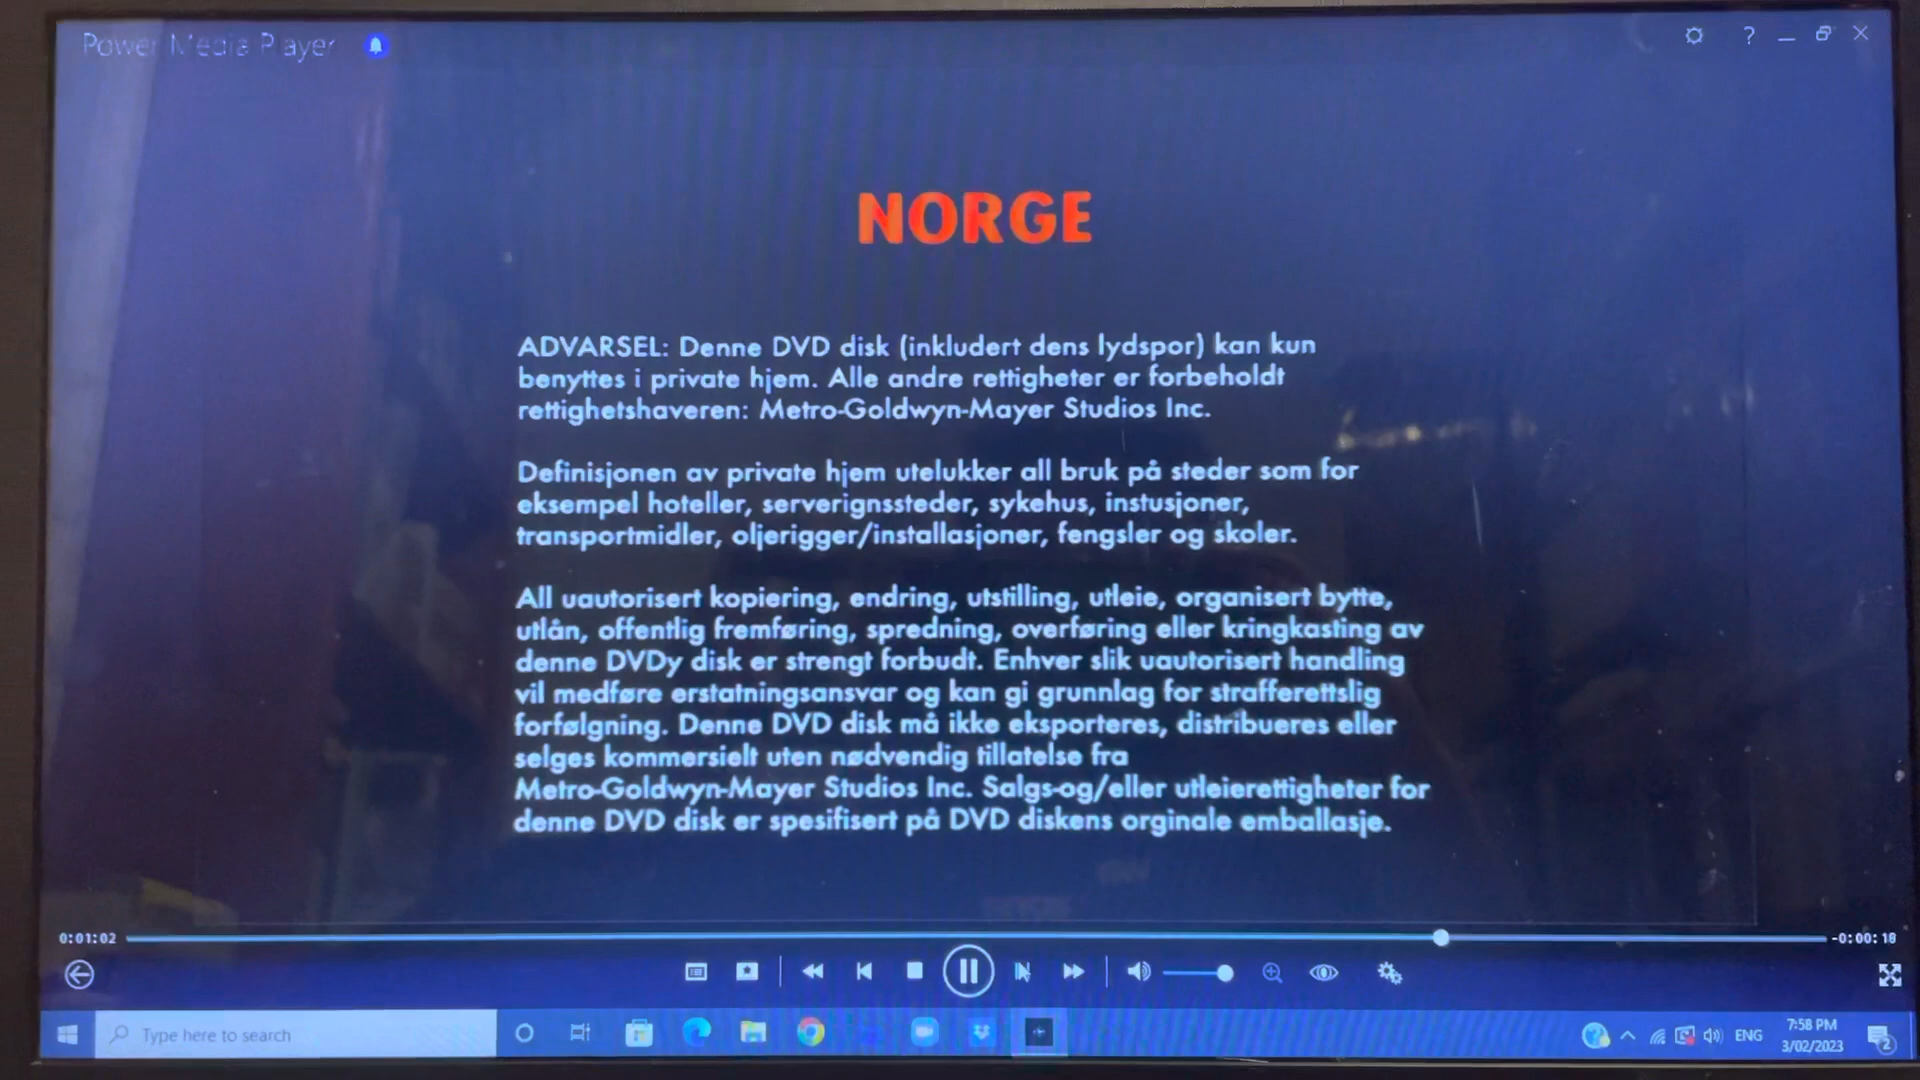 Power Media Player
?
NORGE
ADVARSEL: Denne DVD disk (inkludert dens lydspor) kan kun
benyttes i private hjem. Alle andre rettigheter er forbeholdt
rettighetshaveren: Metro-Goldwyn-Mayer Studios Inc.
Definisjonen av private hjem utelukker all bruk på steder som for
eksempel hoteller, serverignssteder, sykehus, instusjoner,
transportmidler, oljerigger/installasjoner, fengsler og skoler.
All uautorisert kopiering, endring, utstilling, utleie, organisert bytte,
utlån, offentlig fremføring, spredning, overføring eller kringkasting av
denne DVDy disk er strengt forbudt. Enhver slik uautorisert handling
vil medføre erstatningsansvar og kan gi grunnlag for strafferettslig
forfølgning. Denne DVD disk må ikke eksporteres, distribueres eller
selges kommersielt uten nødvendig tillatelse fra
Metro-Goldwyn-Mayer Studios Inc. Salgs-og/eller utleierettigheter for
denne DVD disk er spesifisert på DVD diskens orginale emballasje.
0:01:02
-0:00:18
Type here to search
ENG
7:58 PM
3/02/2023
2